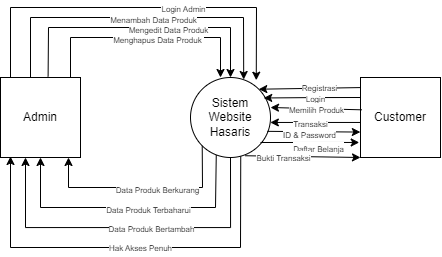 Login Admin
Menambah Data Produk
Mengedit Data Produk
Menghapus Data Produk
Admin
Sistem
Website
Hasaris
Customer
Registrasi
Login
Memilih Produk
Transaksi
ID & Password
Daftar Belanja
Bukti Transaksi
Data Produk Berkurang
Data Produk Terbaharui
Data Produk Bertambah
Hak Akses Penuh